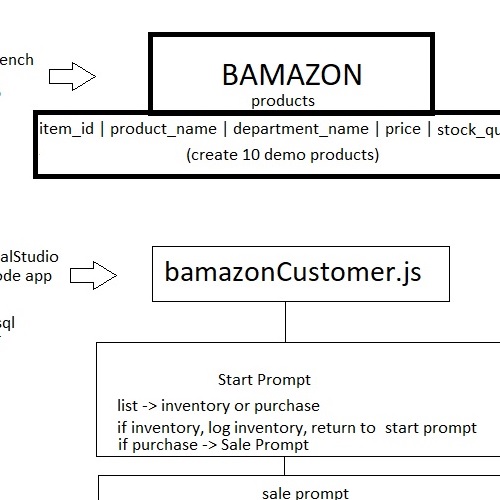 ench
BAMAZON
products
item_id | product_name | department_name | price | stock_qu
(create 10 demo products)
alStudio
ode app
bamazonCustomer.js
sql
Start Prompt
list -> inventory or purchase
if inventory, log inventory, return to start prompt
if purchase -> Sale Prompt
sale prompt